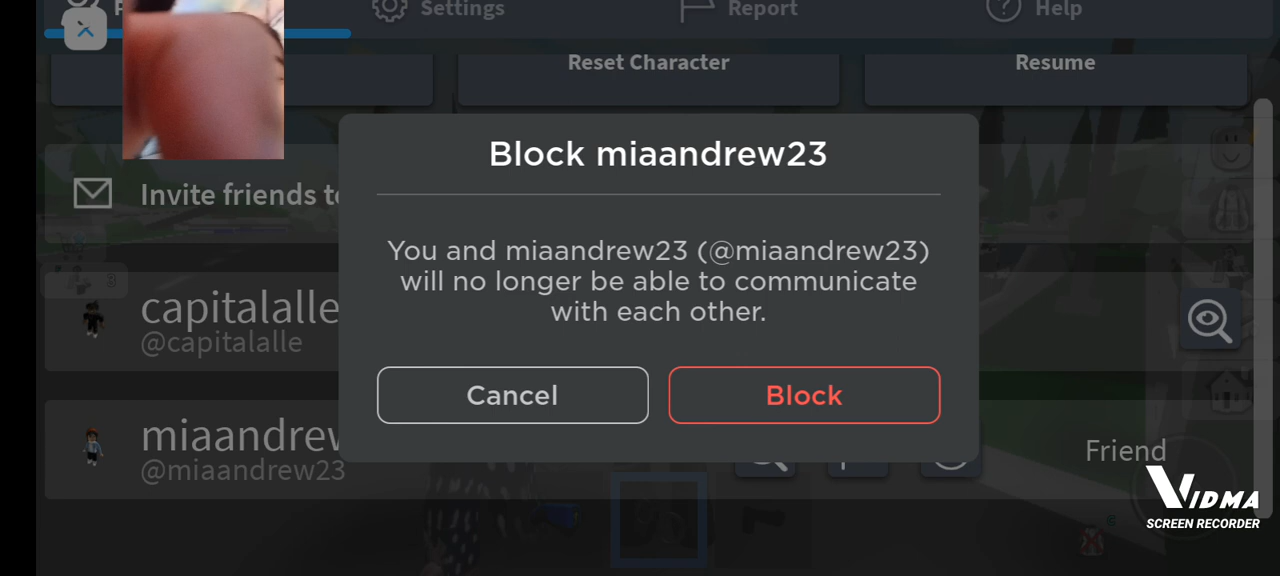 Settings
Report
Help
Reset Character
Resume
Block miaandrew23
Invite friends to
You and miaandrew23 (@miaandrew23)
will no longer be able to communicate
with each other.
capitalalle
@capitalalle
Cancel
Block
miaandrew
@miaandrew23
Friend
VIDMA
SCREEN RECORDER